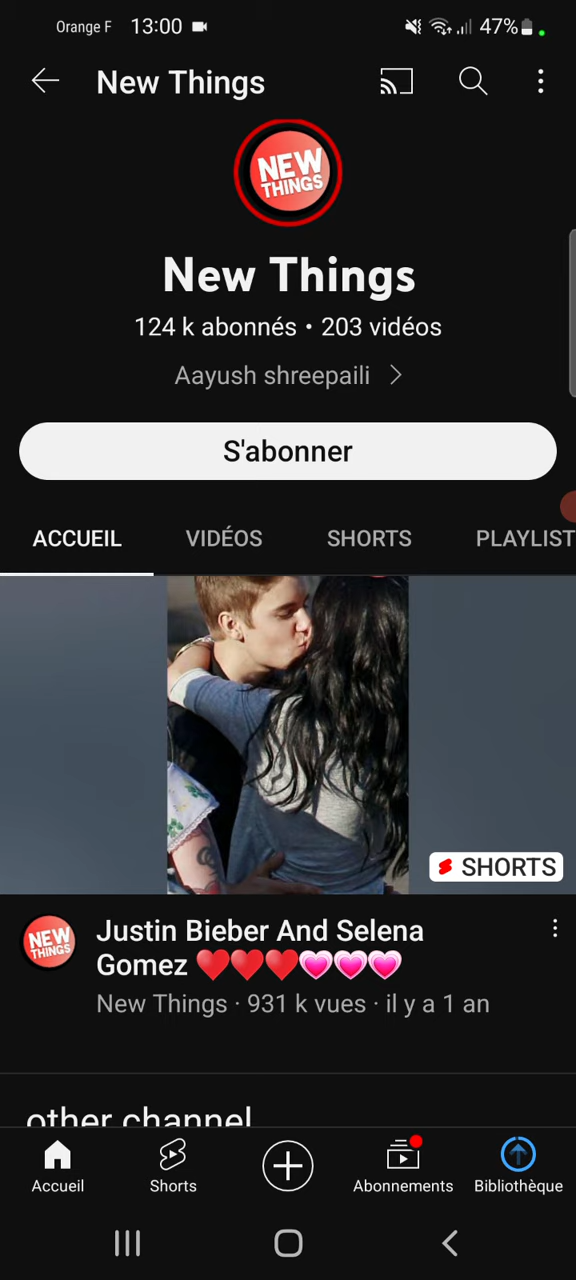 Orange F 13:00 47%
New Things
NEW
THINGS
New Things
124 k abonnés • 203 vidéos
Aayush shreepaili
S'abonner
ACCUEIL VIDÉOS SHORTS PLAYLIST
SHORTS
NEW
THINGS
Justin Bieber And Selena
Gomez ❤️❤️❤️💗💗💗
New Things · 931 k vues · il y a 1 an
other channel
Accueil Shorts Abonnements Bibliothèque